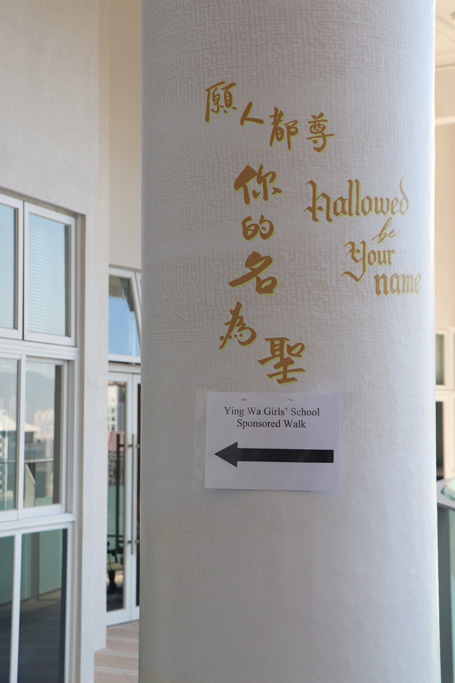 願人都尊
你
的
名
為
聖
hallowed
be
Your
name
Ying Wa Girls' School
Sponsored Walk